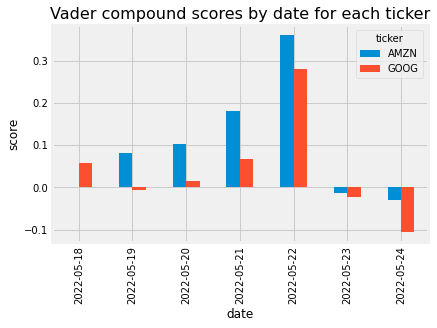 Vader compound scores by date for each ticker
ticker
AMZN
GOOG
score
0.3
0.2
0.1
0.0
−0.1
2022-05-18
2022-05-19
2022-05-20
2022-05-21
2022-05-22
2022-05-23
2022-05-24
date